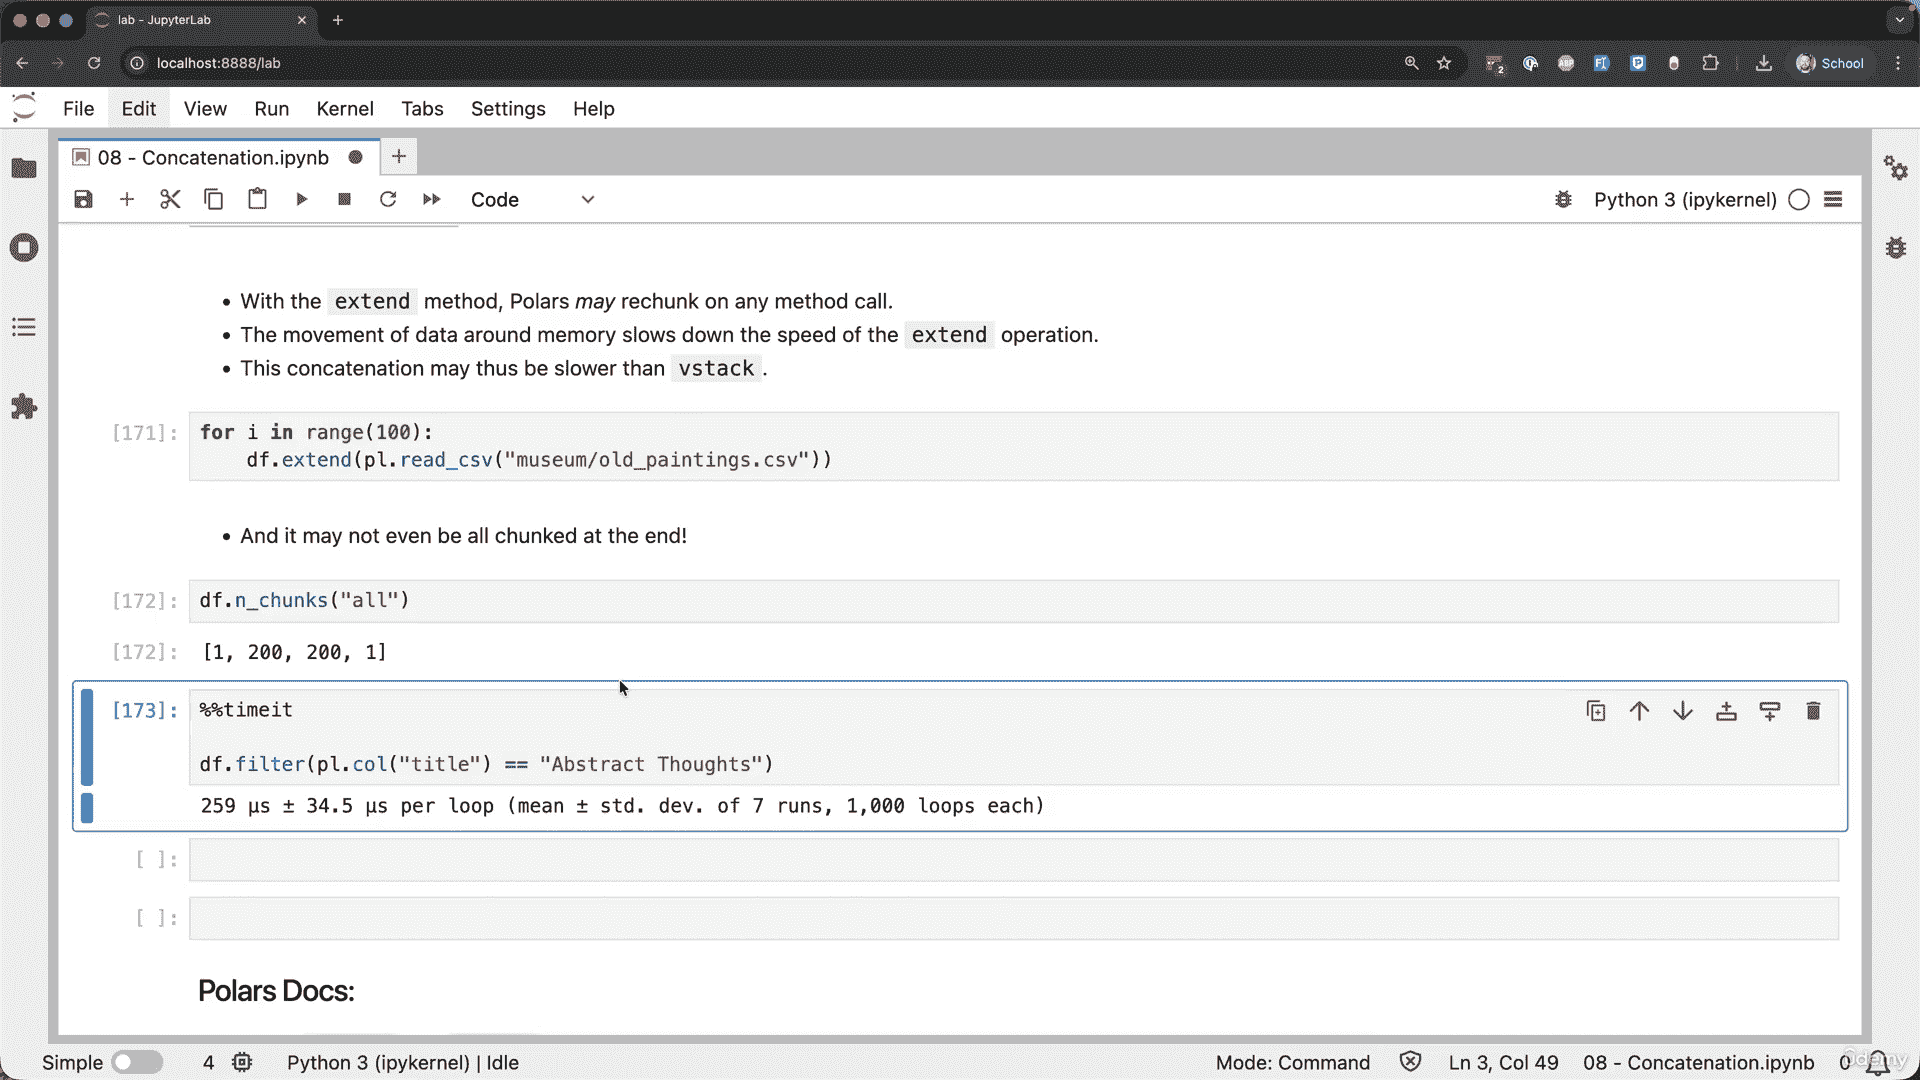 lab - JupyterLab
localhost:8888/lab
2
School
File Edit View Run Kernel Tabs Settings Help
08 - Concatenation.ipynb
Code
Python 3 (ipykernel)
With the extend method, Polars may rechunk on any method call.
The movement of data around memory slows down the speed of the extend operation.
This concatenation may thus be slower than vstack .
[171]:
for i in range(100):
df.extend(pl.read_csv("museum/old_paintings.csv"))
And it may not even be all chunked at the end!
[172]:
df.n_chunks("all")
[172]:
[1, 200, 200, 1]
[173]:
%%timeit
df.filter(pl.col("title") == "Abstract Thoughts")
259 µs ± 34.5 µs per loop (mean ± std. dev. of 7 runs, 1,000 loops each)
[ ]:
[ ]:
Polars Docs:
Simple 4 Python 3 (ipykernel) | Idle Mode: Command Ln 3, Col 49 08 - Concatenation.ipynb 0
Udemy